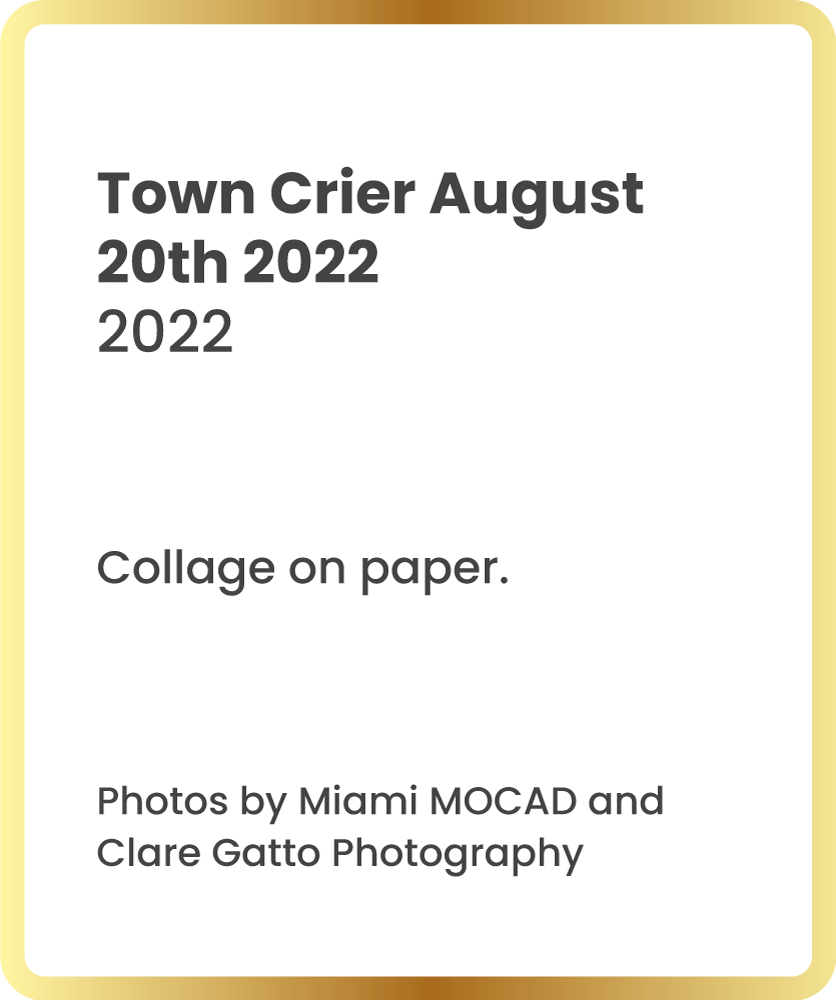 Town Crier August
20th 2022
2022
Collage on paper.
Photos by Miami MOCAD and
Clare Gatto Photography